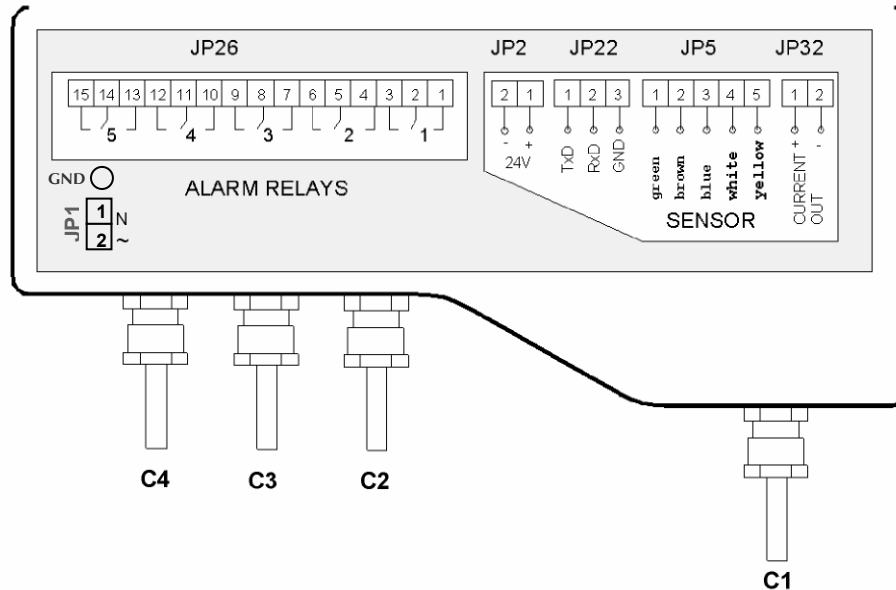 JP26 JP2 JP22 JP5 JP32
15 14 13 12 11 10 9 8 7 6 5 4 3 2 1 2 1 1 2 3 1 2 3 4 5 1 2
5 4 3 2 1
- +
24V
TxD
RxD
GND
green
brown
blue
white
yellow
SENSOR
CURRENT + -
OUT
GND
ALARM RELAYS
JP1
1 N
2 ~
C4 C3 C2
C1